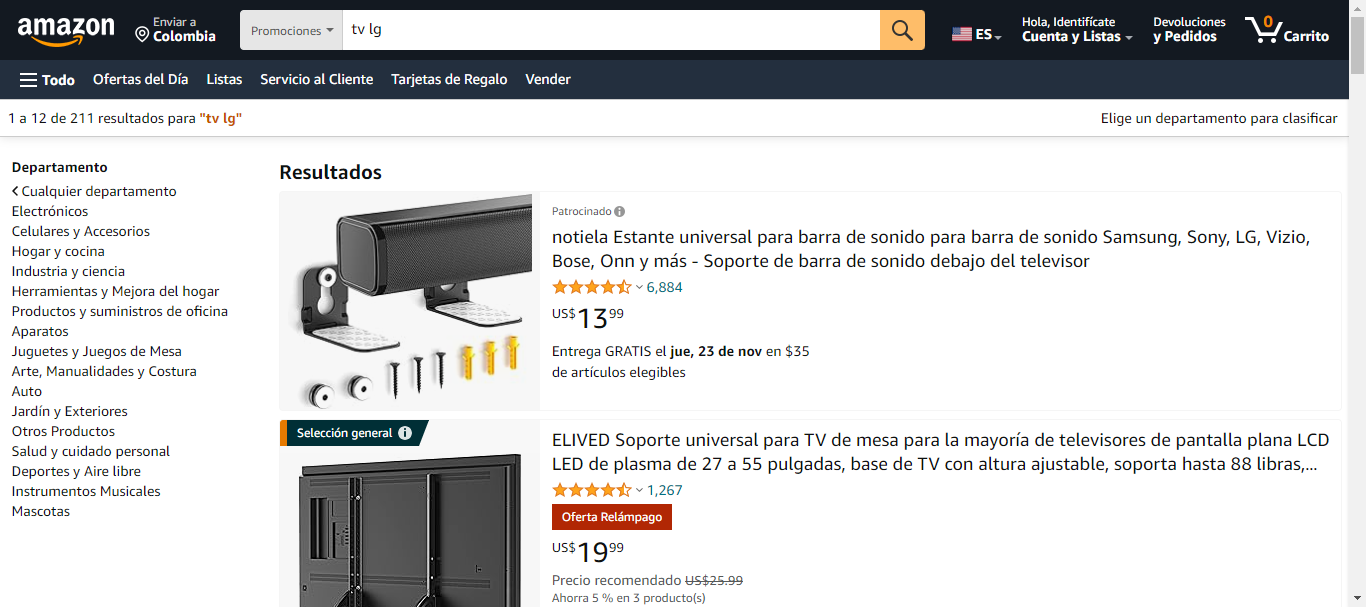 amazon
Enviar a
Colombia
Promociones
tv lg
ES
Hola, Identifícate
Cuenta y Listas
Devoluciones
y Pedidos
0
Carrito
Todo
Ofertas del Día
Listas
Servicio al Cliente
Tarjetas de Regalo
Vender
1 a 12 de 211 resultados para "tv lg"
Elige un departamento para clasificar
Departamento
Cualquier departamento
Electrónicos
Celulares y Accesorios
Hogar y cocina
Industria y ciencia
Herramientas y Mejora del hogar
Productos y suministros de oficina
Aparatos
Juguetes y Juegos de Mesa
Arte, Manualidades y Costura
Auto
Jardín y Exteriores
Otros Productos
Salud y cuidado personal
Deportes y Aire libre
Instrumentos Musicales
Mascotas
Resultados
Patrocinado
notiela Estante universal para barra de sonido para barra de sonido Samsung, Sony, LG, Vizio,
Bose, Onn y más - Soporte de barra de sonido debajo del televisor
6,884
US$13.99
Entrega GRATIS el jue, 23 de nov en $35
de artículos elegibles
Selección general
ELIVED Soporte universal para TV de mesa para la mayoría de televisores de pantalla plana LCD
LED de plasma de 27 a 55 pulgadas, base de TV con altura ajustable, soporta hasta 88 libras,...
1,267
Oferta Relámpago
US$19.99
Precio recomendado US$25.99
Ahorra 5 % en 3 producto(s)